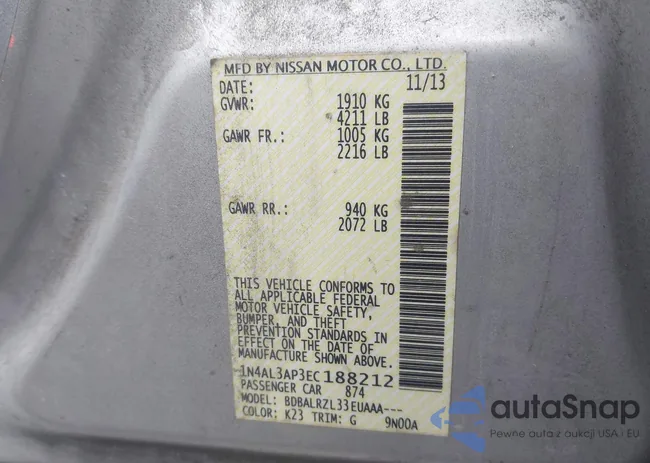 MFD BY NISSAN MOTOR CO., LTD.
DATE: 11/13
GVWR: 1910 KG
4211 LB
GAWR FR.: 1005 KG
2216 LB
GAWR RR.: 940 KG
2072 LB
THIS VEHICLE CONFORMS TO
ALL APPLICABLE FEDERAL
MOTOR VEHICLE SAFETY,
BUMPER, AND THEFT
PREVENTION STANDARDS IN
EFFECT ON THE DATE OF
MANUFACTURE SHOWN ABOVE.
1N4AL3AP3EC188212
PASSENGER CAR 874
MODEL: BDBALRZL33EUAAA---
COLOR: K23 TRIM: G 9N00A
autoSnap
Pewne auta z aukcji USA i EU